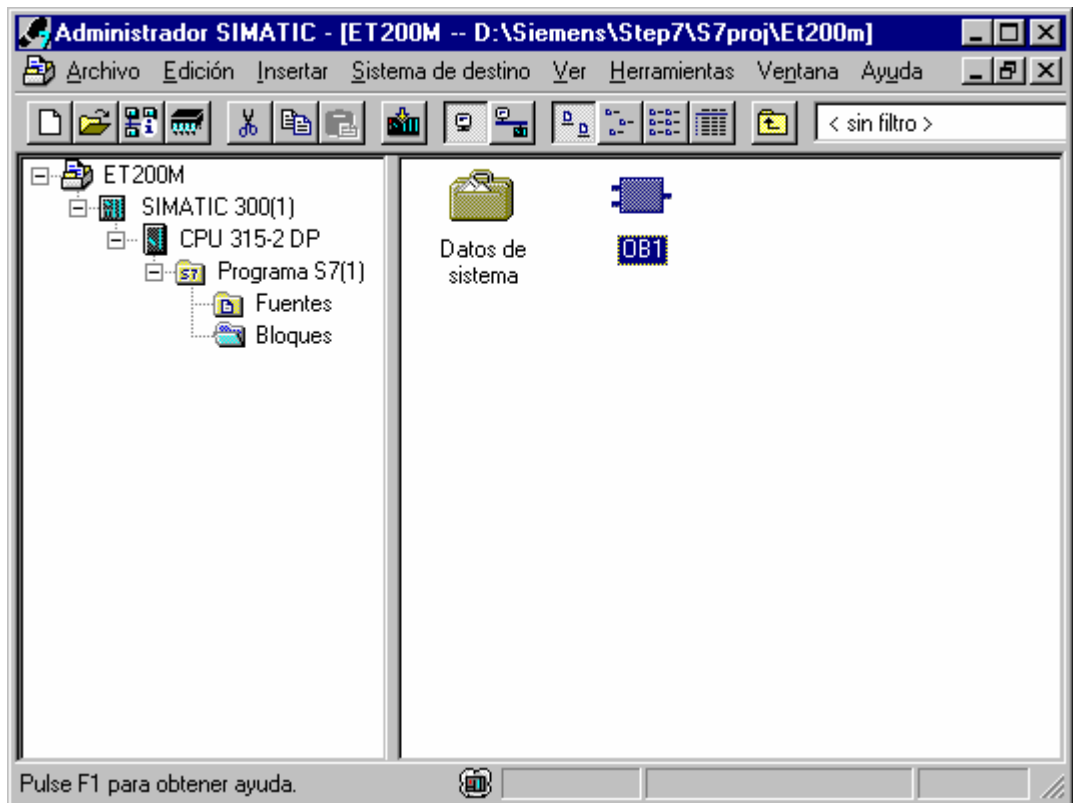 Administrador SIMATIC - [ET200M -- D:\Siemens\Step7\S7proj\Et200m]
Archivo Edición Insertar Sistema de destino Ver Herramientas Ventana Ayuda
< sin filtro >
ET200M
SIMATIC 300(1)
CPU 315-2 DP
Programa S7(1)
Fuentes
Bloques
Datos de
sistema
OB1
Pulse F1 para obtener ayuda.